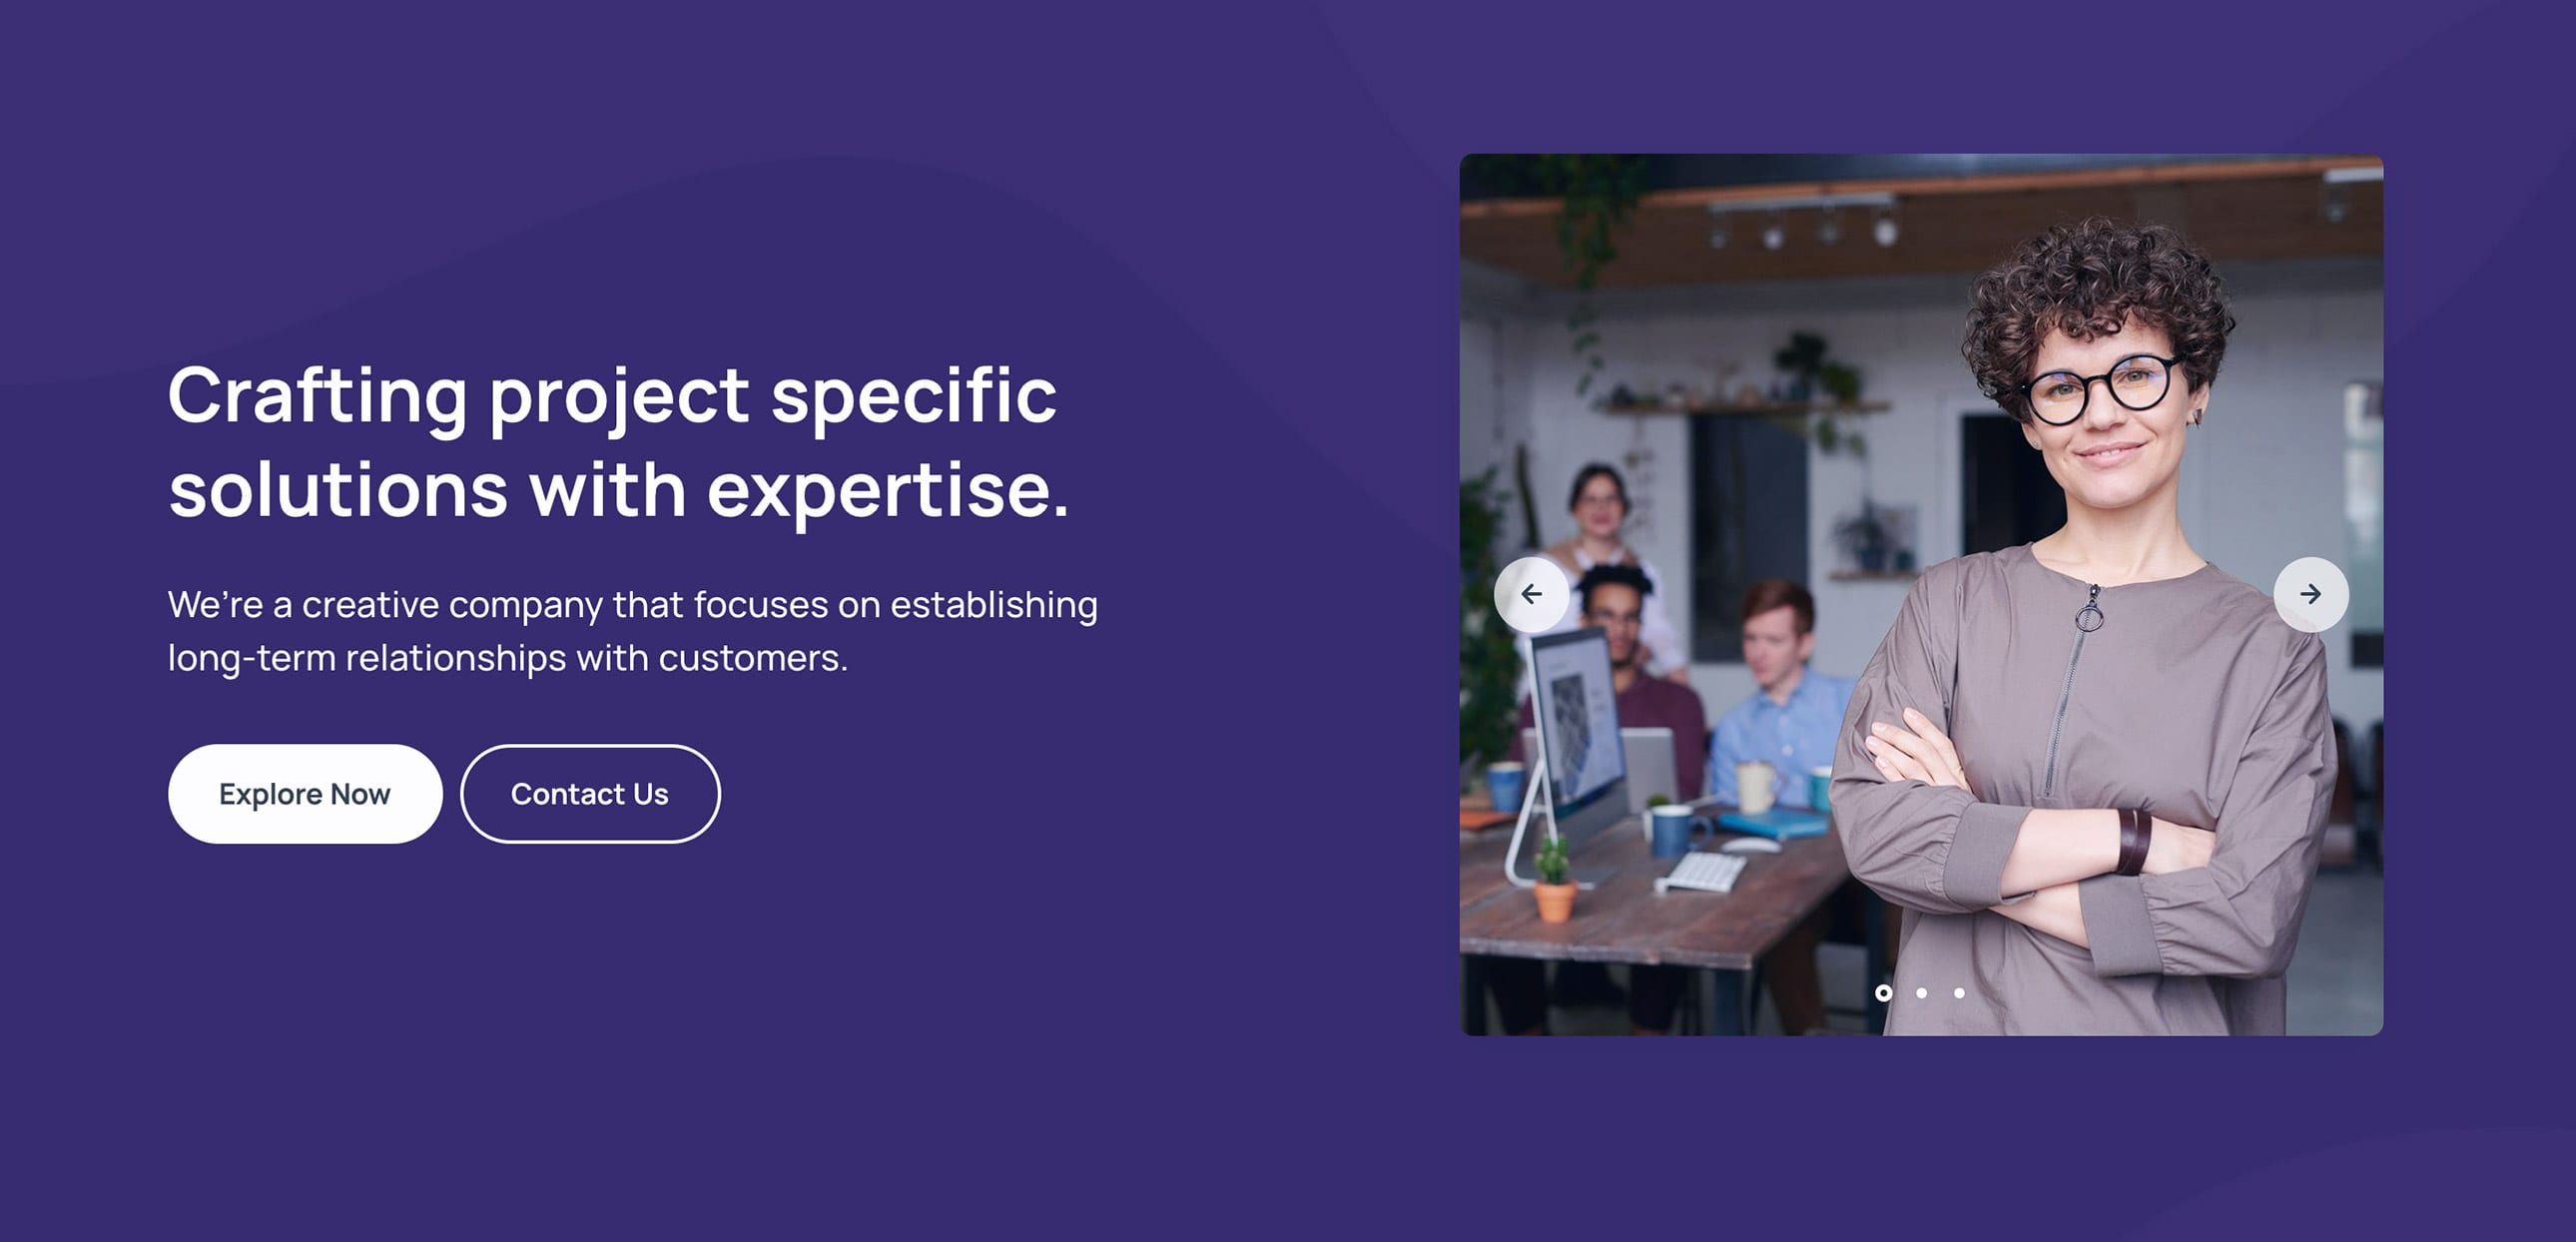 Crafting project specific
solutions with expertise.
We’re a creative company that focuses on establishing
long-term relationships with customers.
Explore Now
Contact Us